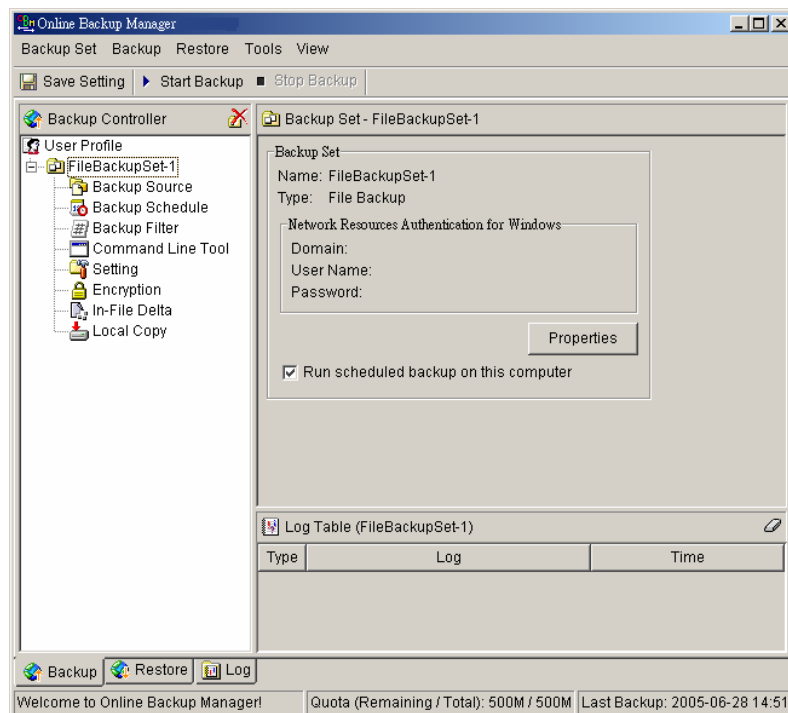 Online Backup Manager
Backup Set Backup Restore Tools View
Save Setting Start Backup Stop Backup
Backup Controller
User Profile
FileBackupSet-1
Backup Source
Backup Schedule
Backup Filter
Command Line Tool
Setting
Encryption
In-File Delta
Local Copy
Backup Set - FileBackupSet-1
Backup Set
Name: FileBackupSet-1
Type: File Backup
Network Resources Authentication for Windows
Domain:
User Name:
Password:
Properties
Run scheduled backup on this computer
Log Table (FileBackupSet-1)
Type Log Time
Backup Restore Log
Welcome to Online Backup Manager! Quota (Remaining / Total): 500M / 500M Last Backup: 2005-06-28 14:51